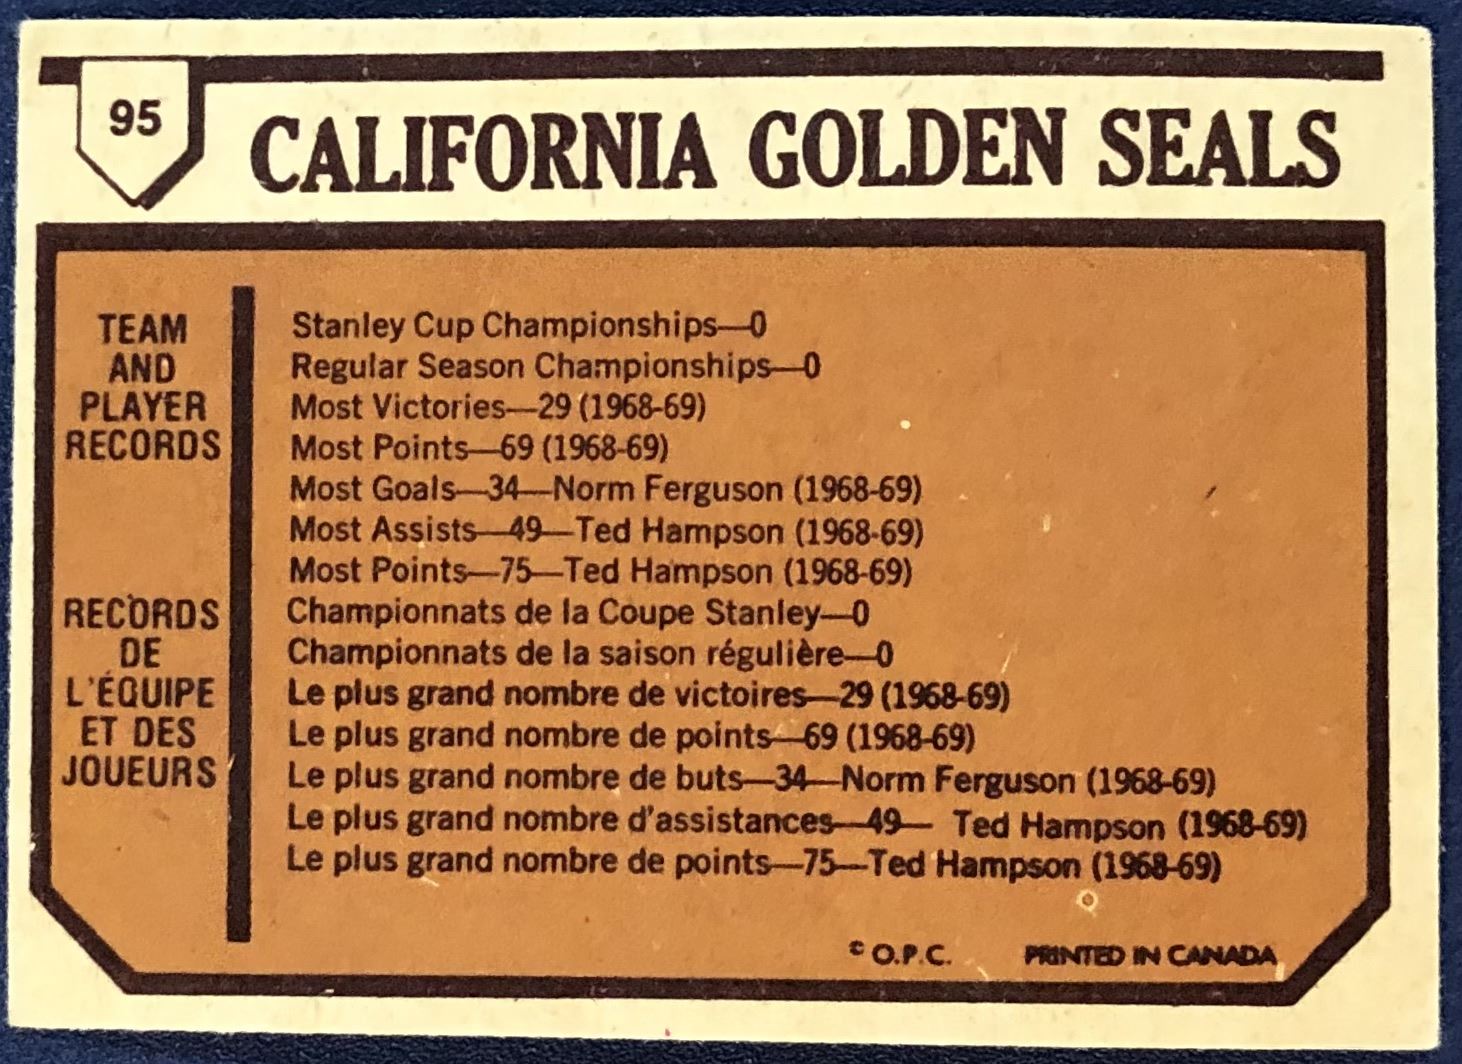 95
CALIFORNIA GOLDEN SEALS
TEAM
AND
PLAYER
RECORDS
Stanley Cup Championships—0
Regular Season Championships—0
Most Victories—29 (1968-69)
Most Points—69 (1968-69)
Most Goals—34—Norm Ferguson (1968-69)
Most Assists—49—Ted Hampson (1968-69)
Most Points—75—Ted Hampson (1968-69)
RECORDS
DE
L'ÉQUIPE
ET DES
JOUEURS
Championnats de la Coupe Stanley—0
Championnats de la saison régulière—0
Le plus grand nombre de victoires—29 (1968-69)
Le plus grand nombre de points—69 (1968-69)
Le plus grand nombre de buts—34—Norm Ferguson (1968-69)
Le plus grand nombre d'assistances—49— Ted Hampson (1968-69)
Le plus grand nombre de points—75—Ted Hampson (1968-69)
© O.P.C. PRINTED IN CANADA